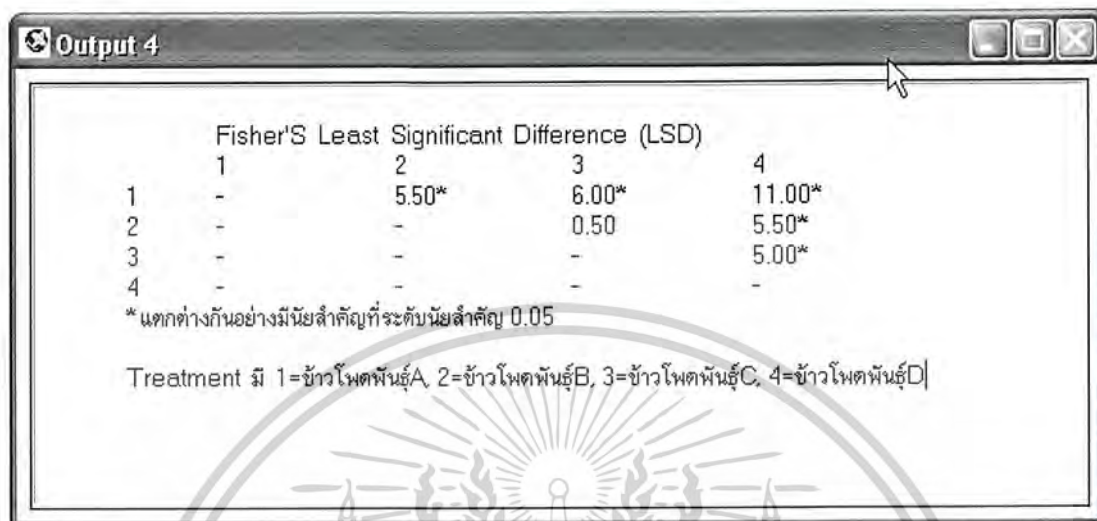 Output 4
Fisher'S Least Significant Difference (LSD)
1 2 3 4
1 - 5.50* 6.00* 11.00*
2 - - 0.50 5.50*
3 - - - 5.00*
4 - - - -
* แตกต่างกันอย่างมีนัยสำคัญที่ระดับนัยสำคัญ 0.05
Treatment มี 1=ข้าวโพดพันธุ์A, 2=ข้าวโพดพันธุ์B, 3=ข้าวโพดพันธุ์C, 4=ข้าวโพดพันธุ์D